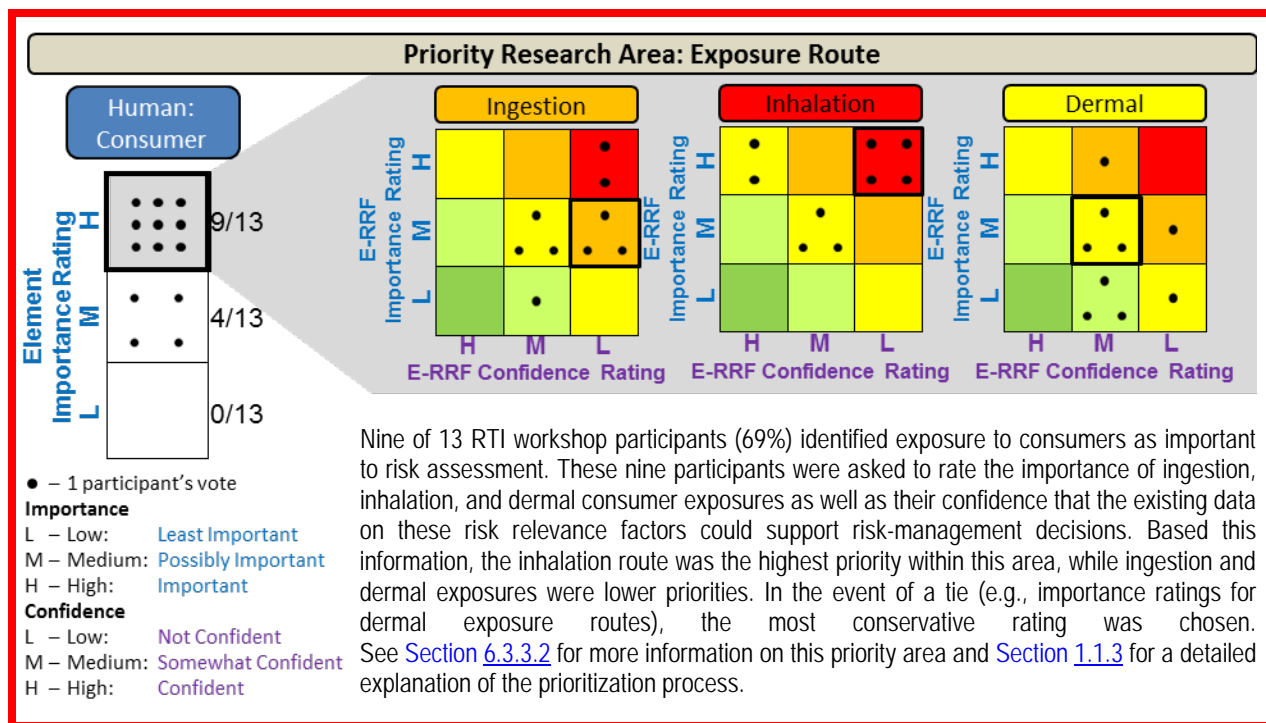 Priority Research Area: Exposure Route
Human:
Consumer
Element
Importance Rating
H
9/13
M
4/13
L
0/13
Ingestion
E-RRF
Importance Rating
H
M
L
H M L
E-RRF Confidence Rating
Inhalation
E-RRF
Importance Rating
H
M
L
H M L
E-RRF Confidence Rating
Dermal
E-RRF
Importance Rating
H
M
L
H M L
E-RRF Confidence Rating
● – 1 participant's vote
Importance
L – Low: Least Important
M – Medium: Possibly Important
H – High: Important
Confidence
L – Low: Not Confident
M – Medium: Somewhat Confident
H – High: Confident
Nine of 13 RTI workshop participants (69%) identified exposure to consumers as important
to risk assessment. These nine participants were asked to rate the importance of ingestion,
inhalation, and dermal consumer exposures as well as their confidence that the existing data
on these risk relevance factors could support risk-management decisions. Based this
information, the inhalation route was the highest priority within this area, while ingestion and
dermal exposures were lower priorities. In the event of a tie (e.g., importance ratings for
dermal exposure routes), the most conservative rating was chosen.
See Section 6.3.3.2 for more information on this priority area and Section 1.1.3 for a detailed
explanation of the prioritization process.